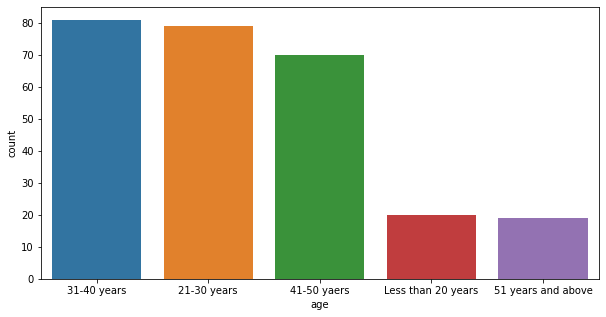 80
70
60
50
40
30
20
10
0
count
31-40 years
21-30 years
41-50 yaers
Less than 20 years
51 years and above
age